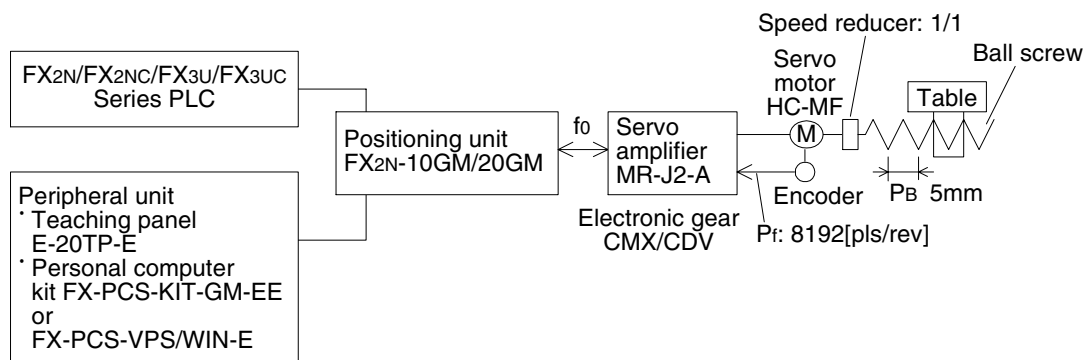 FX2N/FX2NC/FX3U/FX3UC
Series PLC
Peripheral unit
· Teaching panel
E-20TP-E
· Personal computer
kit FX-PCS-KIT-GM-EE
or
FX-PCS-VPS/WIN-E
Positioning unit
FX2N-10GM/20GM
f0
Servo
amplifier
MR-J2-A
Electronic gear
CMX/CDV
Speed reducer: 1/1
Servo
motor
HC-MF
M
Encoder
Pf: 8192[pls/rev]
Ball screw
Table
PB 5mm